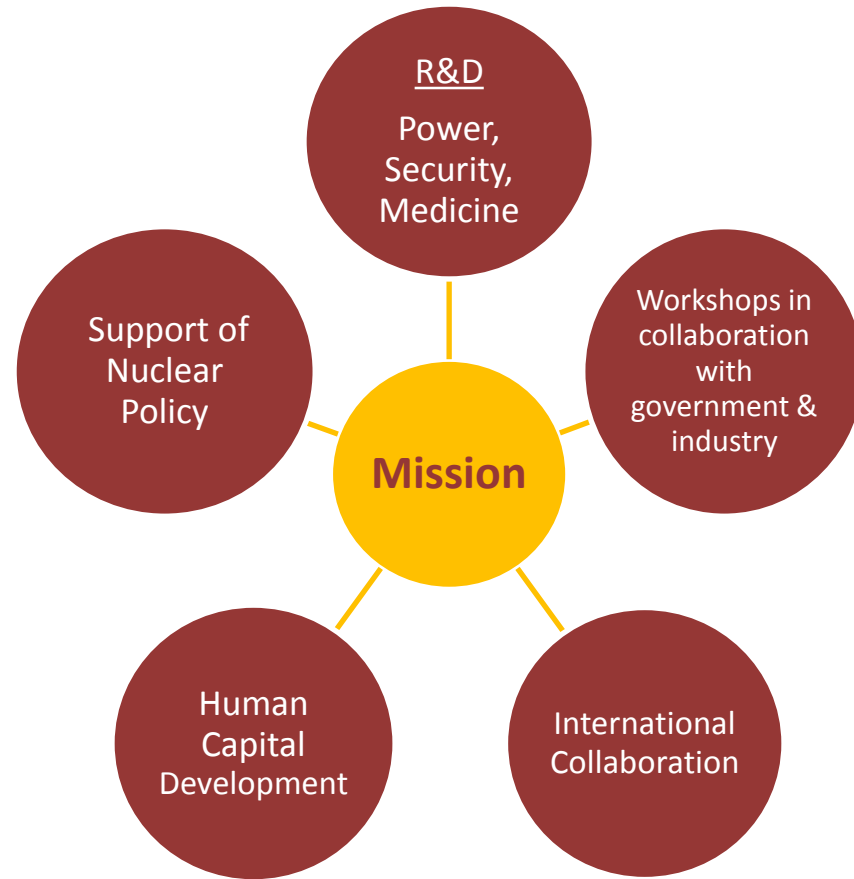 R&D
Power,
Security,
Medicine
Workshops in
collaboration
with
government &
industry
Support of
Nuclear
Policy
Mission
Human
Capital
Development
International
Collaboration